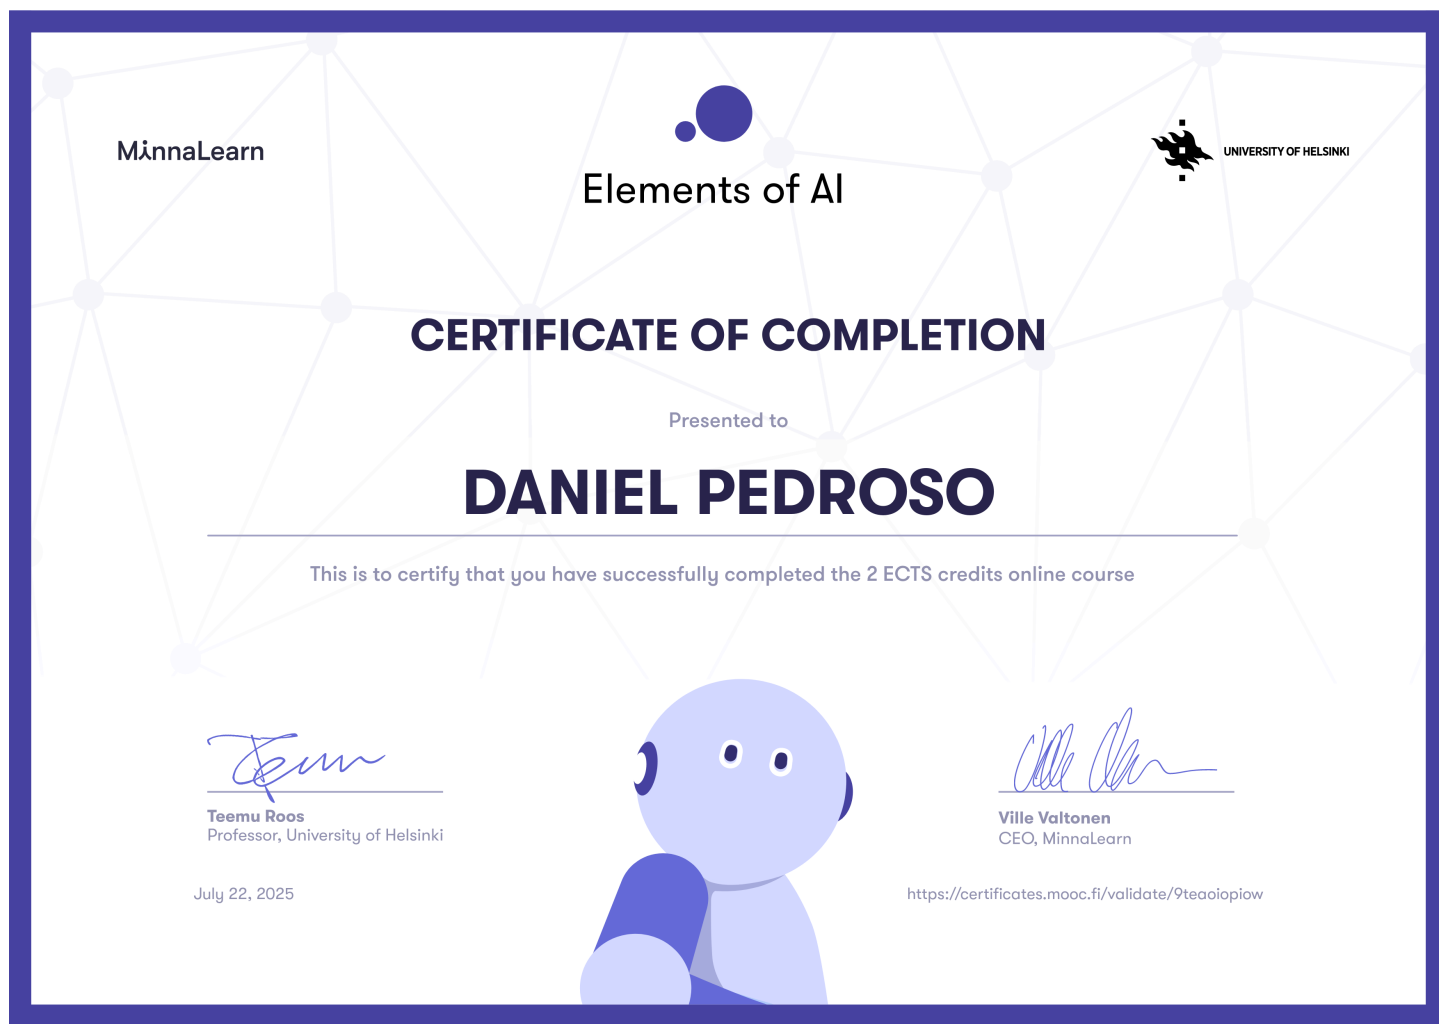 MinnaLearn
Elements of AI
UNIVERSITY OF HELSINKI
CERTIFICATE OF COMPLETION
Presented to
DANIEL PEDROSO
This is to certify that you have successfully completed the 2 ECTS credits online course
Teemu
Ville
Teemu Roos
Professor, University of Helsinki
Ville Valtonen
CEO, MinnaLearn
July 22, 2025
https://certificates.mooc.fi/validate/9teaoiopiow